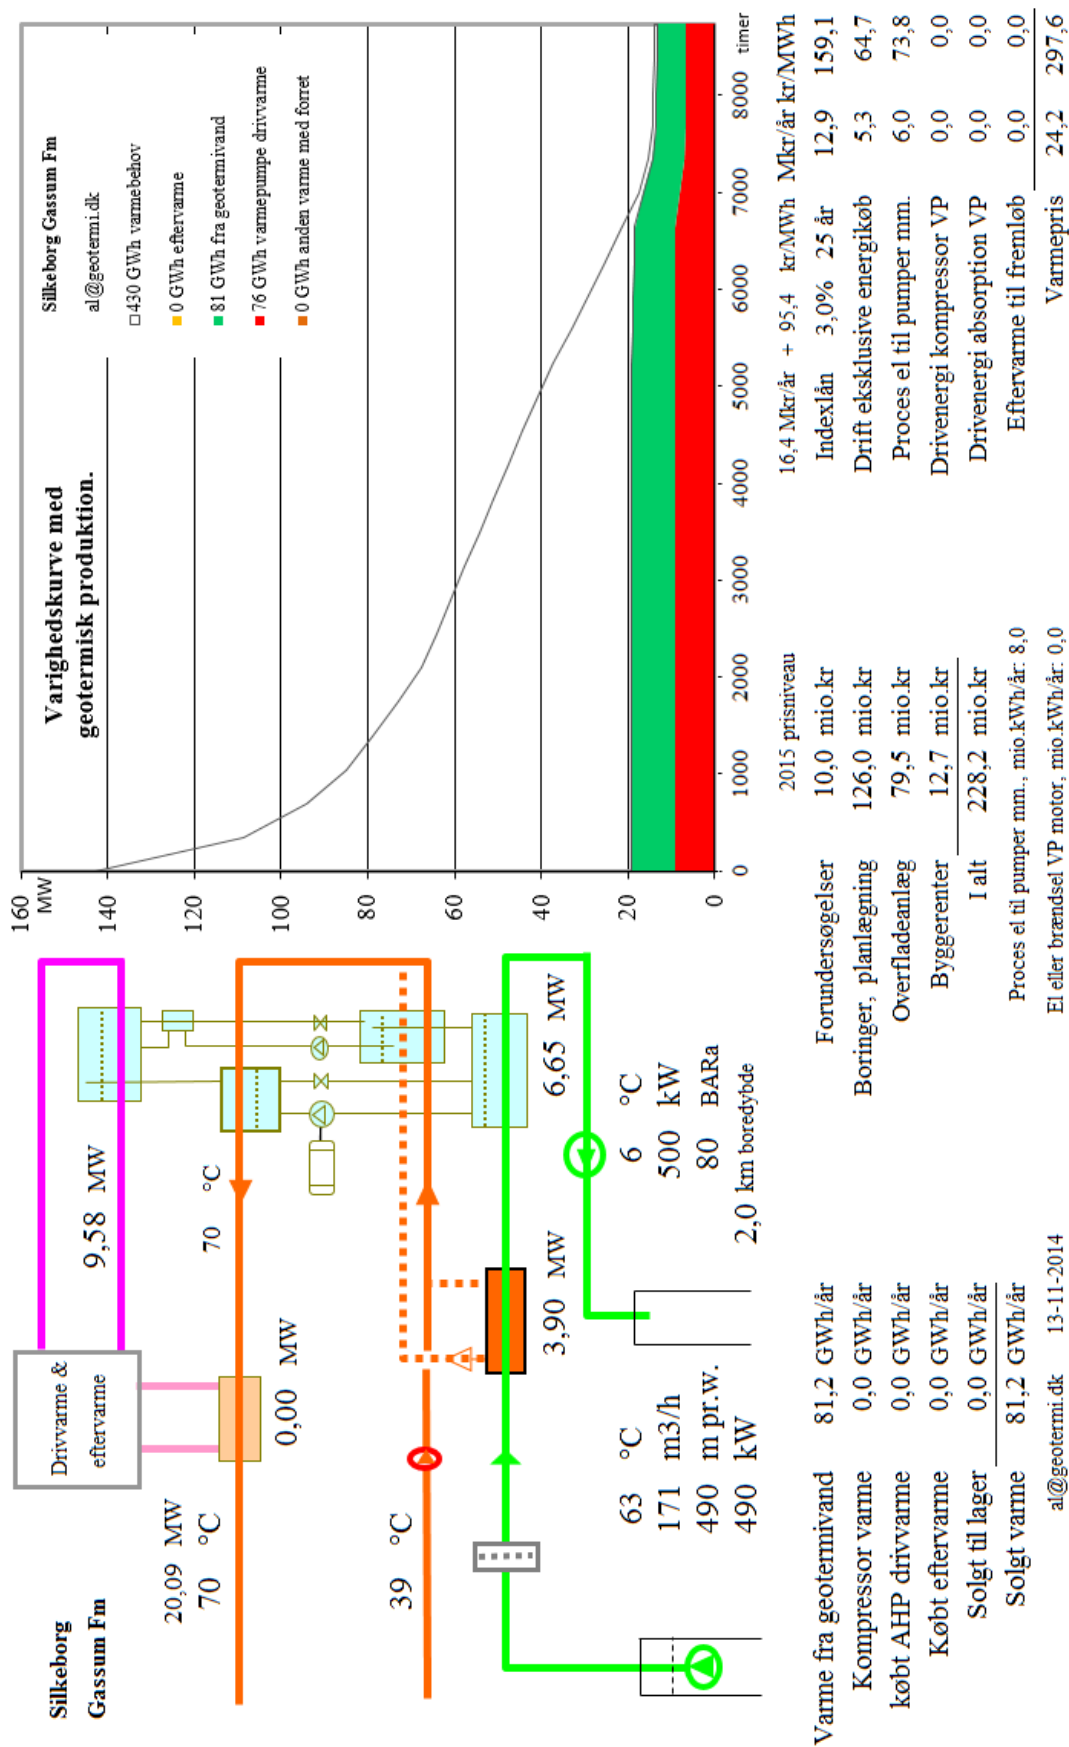 Silkeborg
Gassum Fm
20,09 MW
70 °C
Drivvarme &
eftervarme
9,58 MW
0,00 MW
70 °C
39 °C
3,90 MW
6,65 MW
63 °C
171 m3/h
490 m pr.w.
490 kW
6 °C
500 kW
80 BARa
2,0 km boredybde
Varighedskurve med
geotermisk produktion.
Silkeborg Gassum Fm
al@geotermi.dk
430 GWh varmebehov
0 GWh eftervarme
81 GWh fra geotermivand
76 GWh varmepumpe drivvarme
0 GWh anden varme med forret
160
MW
140
120
100
80
60
40
20
0
0 1000 2000 3000 4000 5000 6000 7000 8000 timer
Varme fra geotermivand 81,2 GWh/år
Kompressor varme 0,0 GWh/år
købt AHP drivvarme 0,0 GWh/år
Købt eftervarme 0,0 GWh/år
Solgt til lager 0,0 GWh/år
Solgt varme 81,2 GWh/år
al@geotermi.dk 13-11-2014
2015 prisniveau
Forundersøgelser 10,0 mio.kr
Boringer, planlægning 126,0 mio.kr
Overfladeanlæg 79,5 mio.kr
Byggerenter 12,7 mio.kr
I alt 228,2 mio.kr
Proces el til pumper mm., mio.kWh/år: 8,0
El eller brændsel VP motor, mio.kWh/år: 0,0
16,4 Mkr/år + 95,4 kr/MWh Mkr/år kr/MWh
Indexlån 3,0% 25 år 12,9 159,1
Drift eksklusive energikøb 5,3 64,7
Proces el til pumper mm. 6,0 73,8
Drivenergi kompressor VP 0,0 0,0
Drivenergi absorption VP 0,0 0,0
Eftervarme til fremløb 0,0 0,0
Varmepris 24,2 297,6